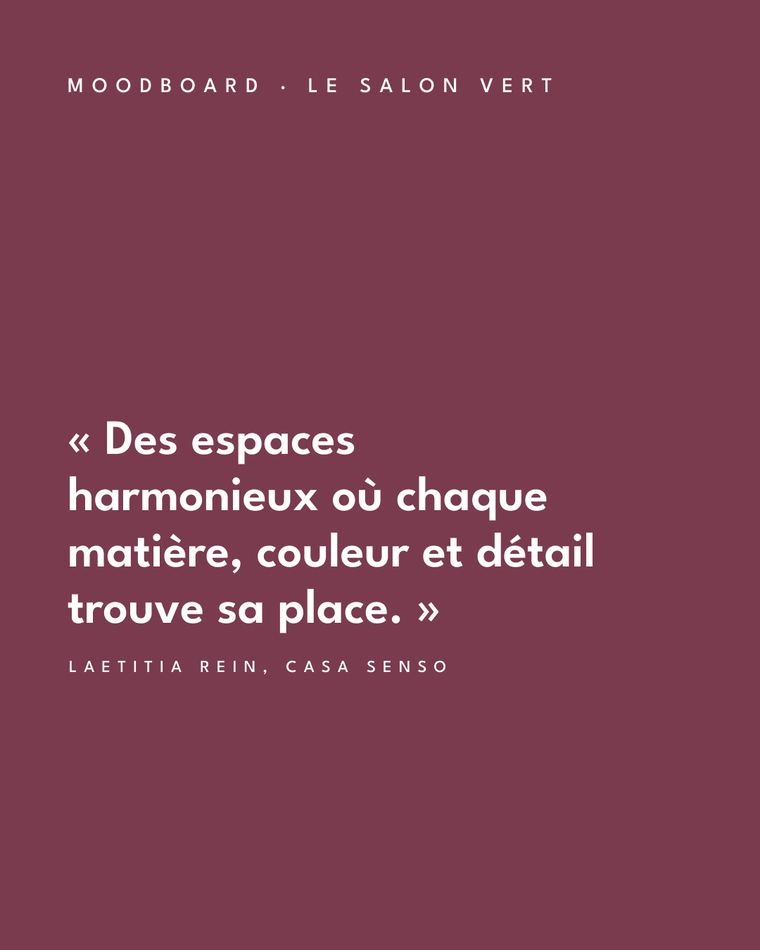 MOODBOARD · LE SALON VERT
« Des espaces
harmonieux où chaque
matière, couleur et détail
trouve sa place. »
LAETITIA REIN, CASA SENSO